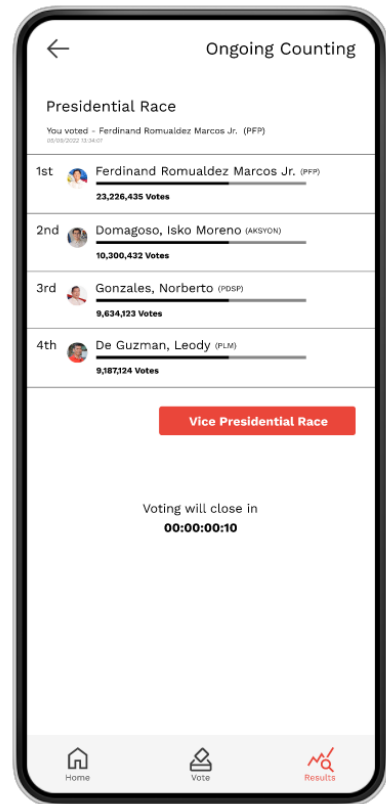 Ongoing Counting
Presidential Race
You voted - Ferdinand Romualdez Marcos Jr. (PFP)
05/09/2022 13:34:07
1st Ferdinand Romualdez Marcos Jr. (PFP)
23,226,435 Votes
2nd Domagoso, Isko Moreno (AKSYON)
10,300,432 Votes
3rd Gonzales, Norberto (PDSP)
9,634,123 Votes
4th De Guzman, Leody (PLM)
9,187,124 Votes
Vice Presidential Race
Voting will close in
00:00:00:10
Home Vote Results